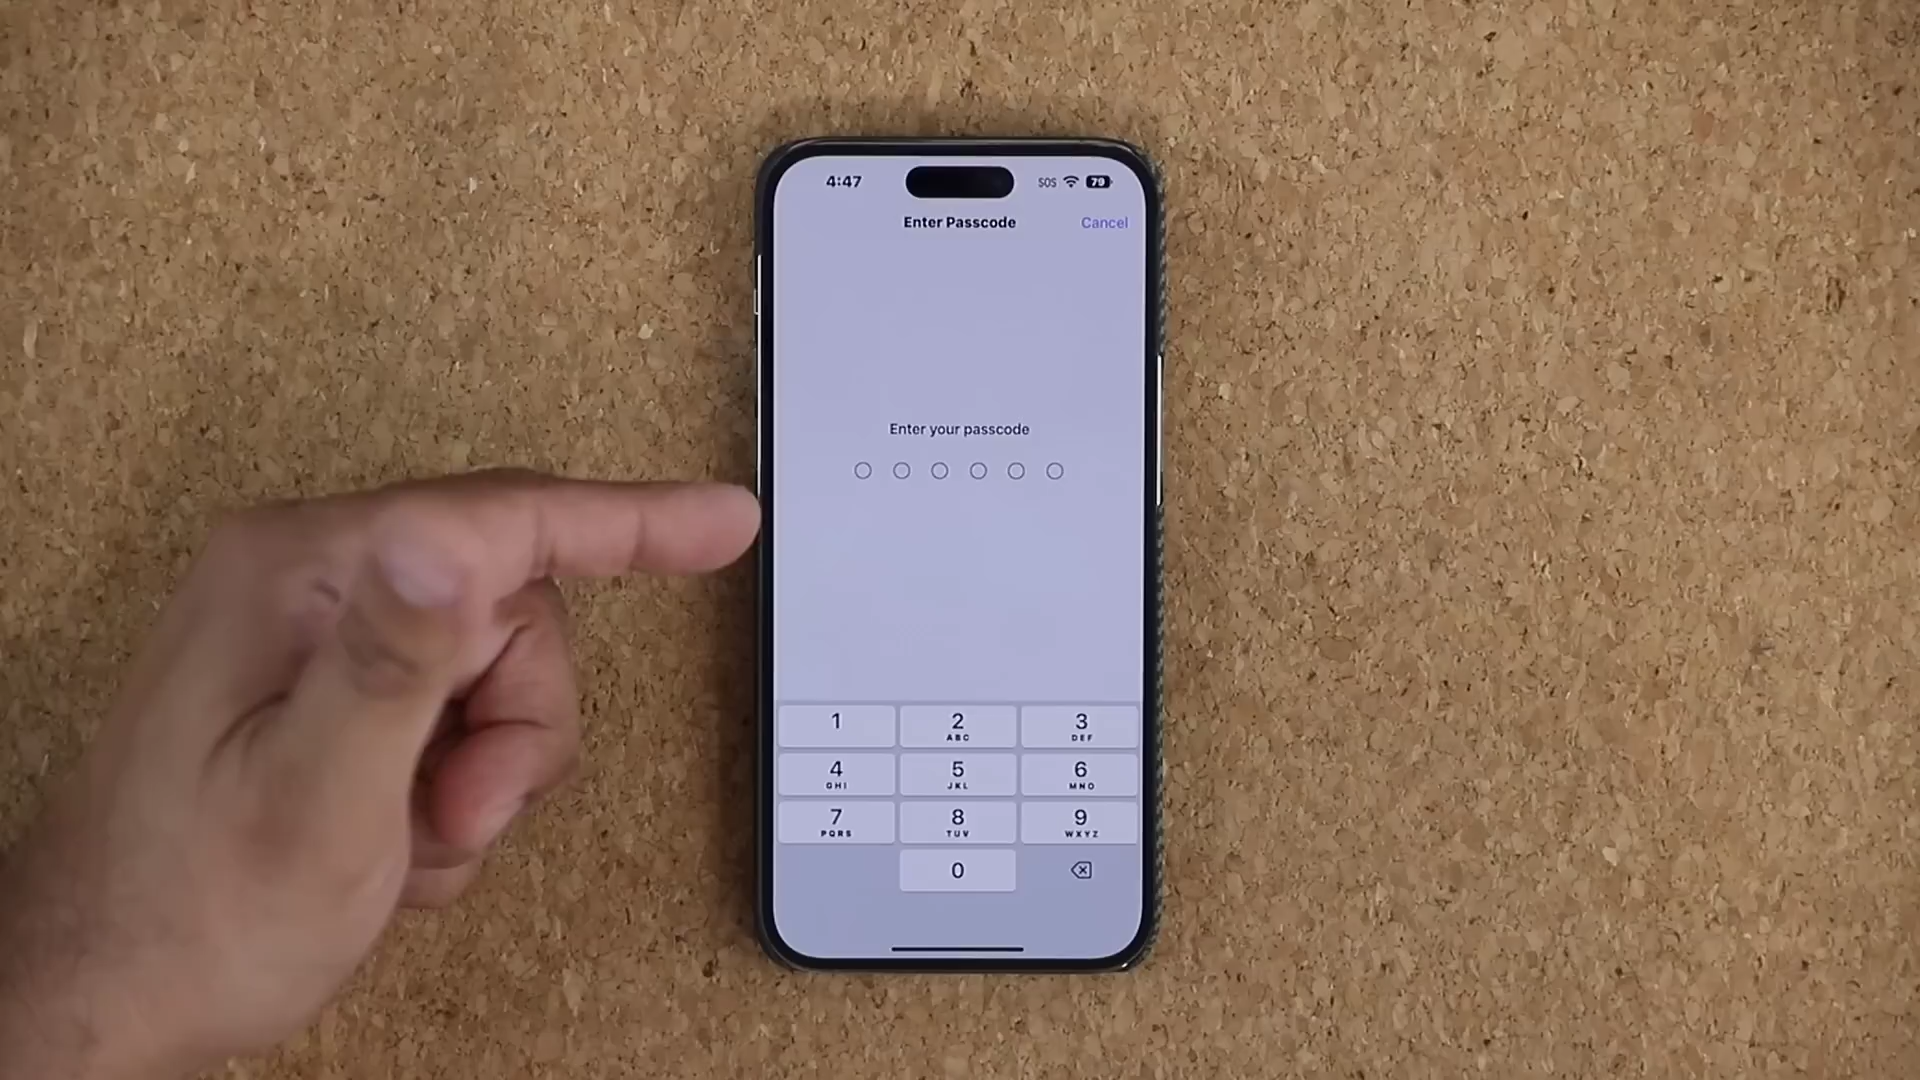 4:47 SOS 79
Enter Passcode Cancel
Enter your passcode
1 2 3
ABC DEF
4 5 6
GHI JKL MNO
7 8 9
PQRS TUV WXYZ
0